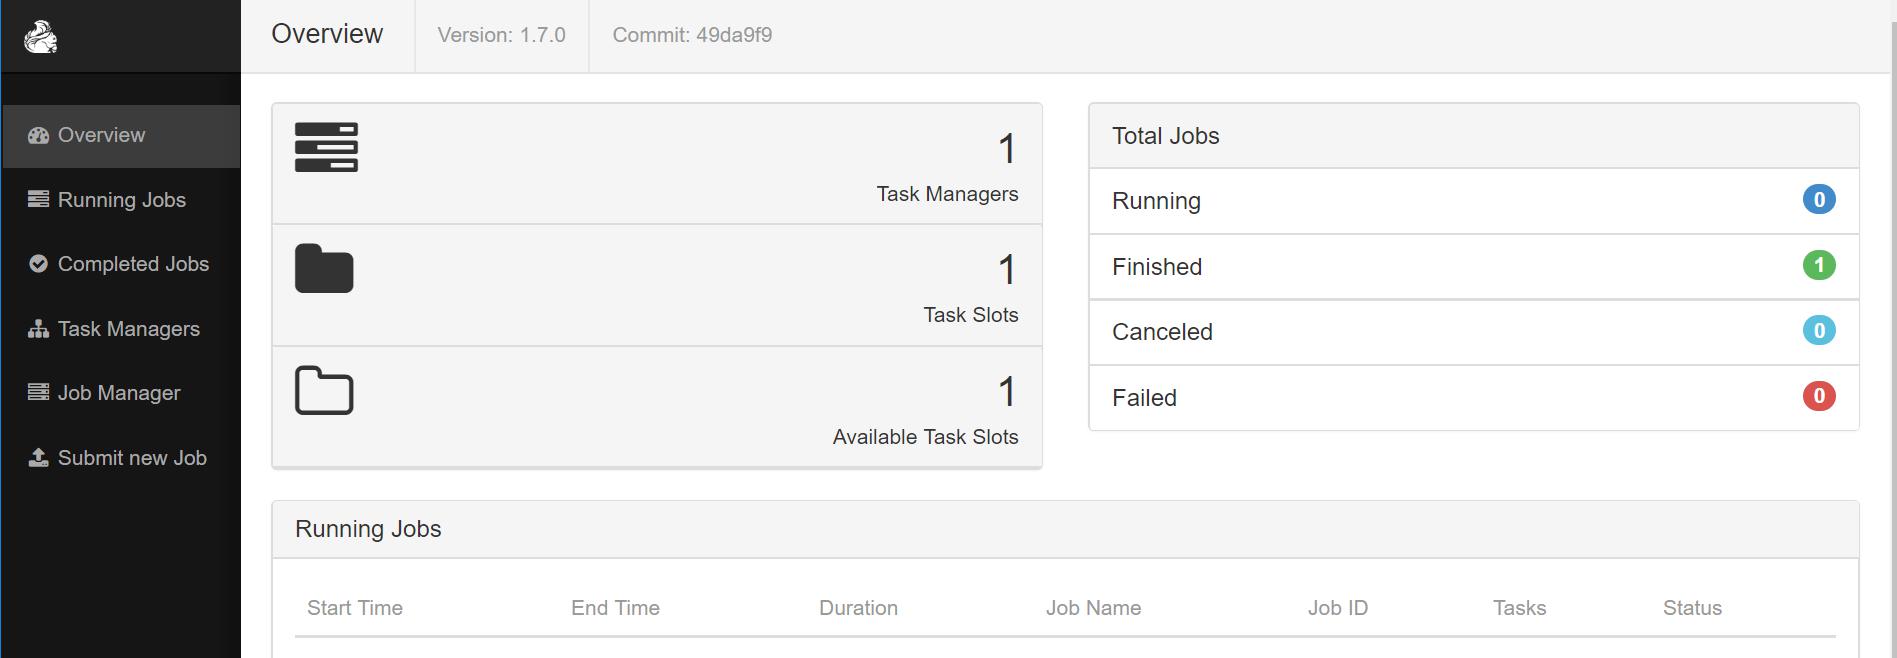 Overview Version: 1.7.0 Commit: 49da9f9
Overview
Running Jobs
Completed Jobs
Task Managers
Job Manager
Submit new Job
1
Task Managers
1
Task Slots
1
Available Task Slots
Total Jobs
Running 0
Finished 1
Canceled 0
Failed 0
Running Jobs
Start Time End Time Duration Job Name Job ID Tasks Status